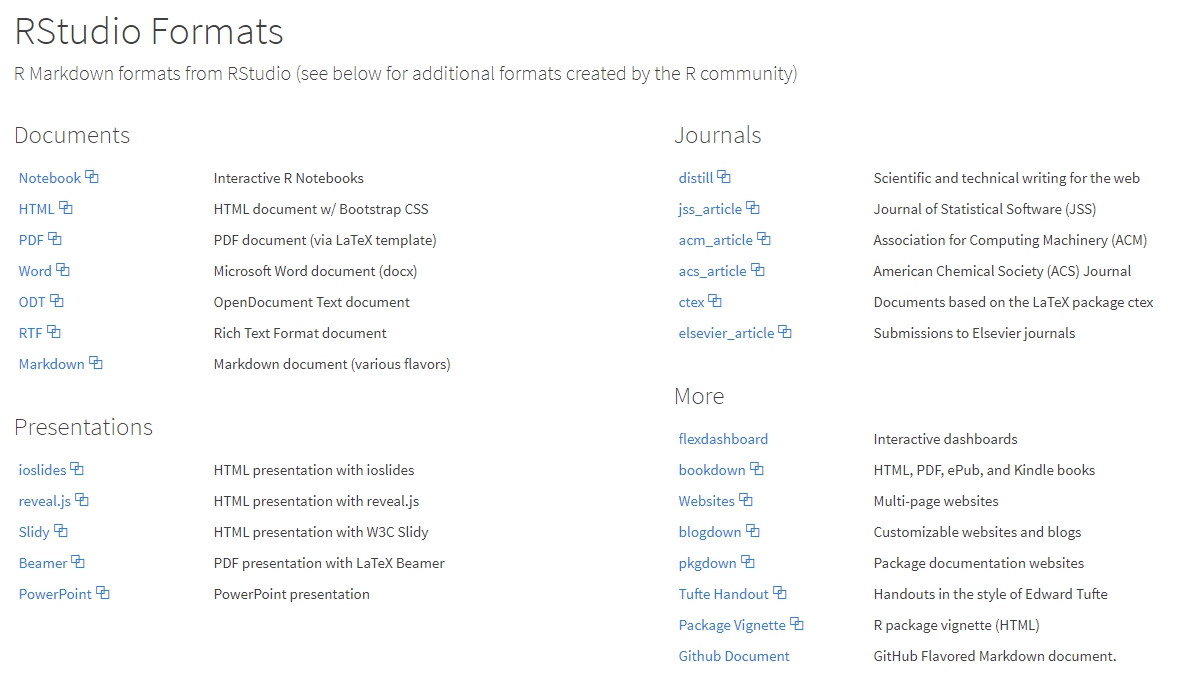 RStudio Formats
R Markdown formats from RStudio (see below for additional formats created by the R community)
Documents
Notebook Interactive R Notebooks
HTML HTML document w/ Bootstrap CSS
PDF PDF document (via LaTeX template)
Word Microsoft Word document (docx)
ODT OpenDocument Text document
RTF Rich Text Format document
Markdown Markdown document (various flavors)
Presentations
ioslides HTML presentation with ioslides
reveal.js HTML presentation with reveal.js
Slidy HTML presentation with W3C Slidy
Beamer PDF presentation with LaTeX Beamer
PowerPoint PowerPoint presentation
Journals
distill Scientific and technical writing for the web
jss_article Journal of Statistical Software (JSS)
acm_article Association for Computing Machinery (ACM)
acs_article American Chemical Society (ACS) Journal
ctex Documents based on the LaTeX package ctex
elsevier_article Submissions to Elsevier journals
More
flexdashboard Interactive dashboards
bookdown HTML, PDF, ePub, and Kindle books
Websites Multi-page websites
blogdown Customizable websites and blogs
pkgdown Package documentation websites
Tufte Handout Handouts in the style of Edward Tufte
Package Vignette R package vignette (HTML)
Github Document GitHub Flavored Markdown document.